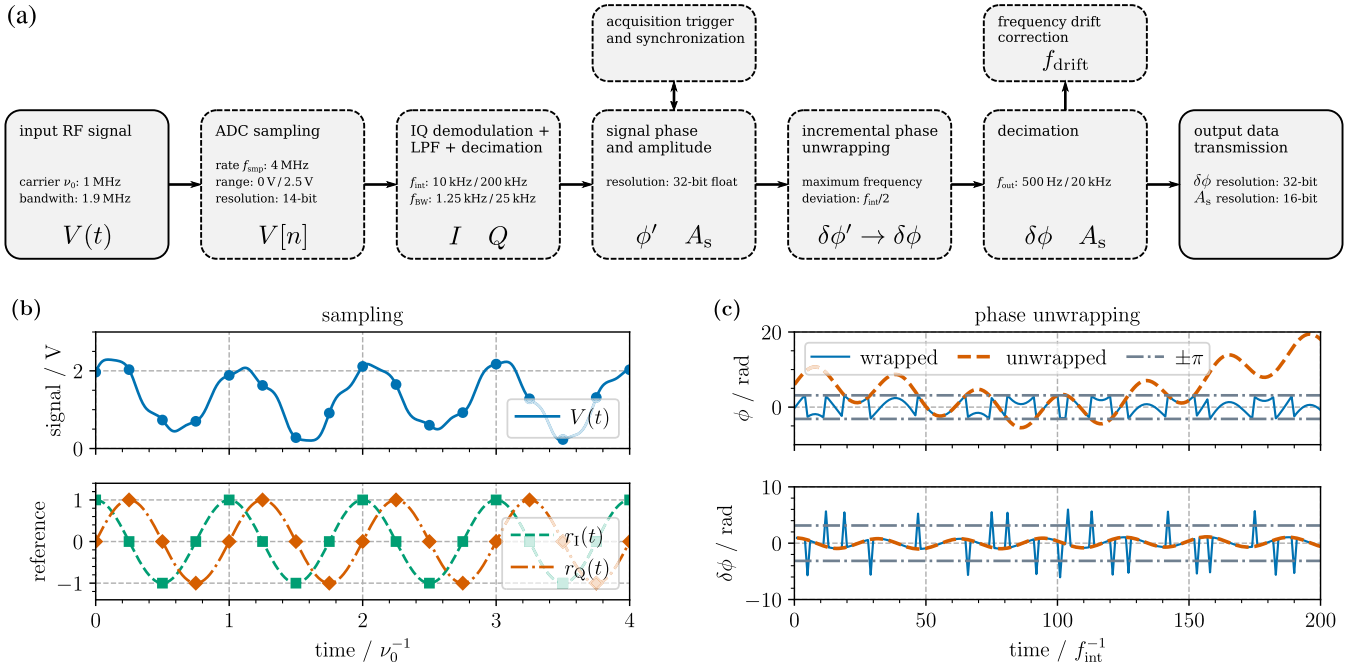 (a)
acquisition trigger
and synchronization
frequency drift
correction
f_drift
input RF signal
carrier ν₀: 1 MHz
bandwith: 1.9 MHz
V(t)
ADC sampling
rate f_smp: 4 MHz
range: 0 V / 2.5 V
resolution: 14-bit
V[n]
IQ demodulation +
LPF + decimation
f_int: 10 kHz / 200 kHz
f_BW: 1.25 kHz / 25 kHz
I Q
signal phase
and amplitude
resolution: 32-bit float
ϕ′ A_s
incremental phase
unwrapping
maximum frequency
deviation: f_int/2
δϕ′ → δϕ
decimation
f_out: 500 Hz / 20 kHz
δϕ A_s
output data
transmission
δϕ resolution: 32-bit
A_s resolution: 16-bit
(b)
sampling
signal / V
2
0
V(t)
reference
1
0
−1
r_I(t)
r_Q(t)
0 1 2 3 4
time / ν₀⁻¹
(c)
phase unwrapping
ϕ / rad
20
0
wrapped unwrapped ±π
δϕ / rad
10
0
−10
0 50 100 150 200
time / f_int⁻¹